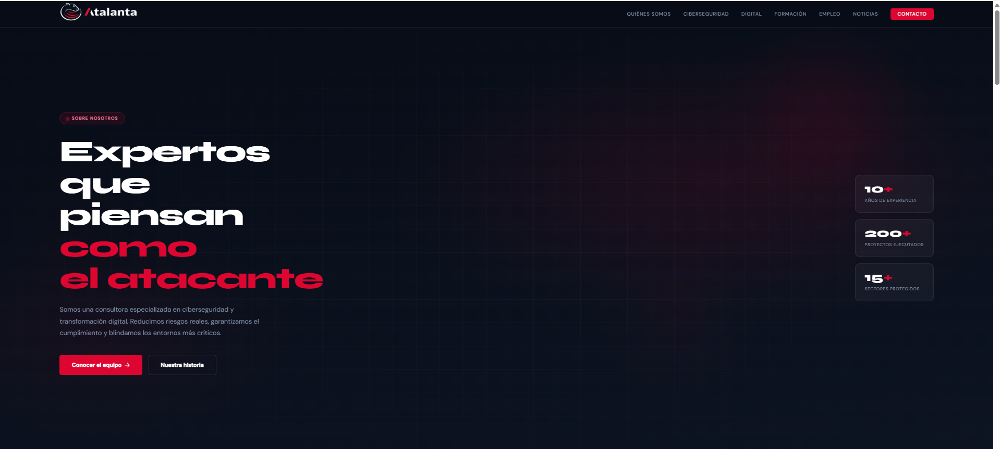 Atalanta
QUIÉNES SOMOS
CIBERSEGURIDAD
DIGITAL
FORMACIÓN
EMPLEO
NOTICIAS
CONTACTO
SOBRE NOSOTROS
Expertos
que
piensan
como
el atacante
Somos una consultora especializada en ciberseguridad y
transformación digital. Reducimos riesgos reales, garantizamos el
cumplimiento y blindamos los entornos más críticos.
Conocer el equipo →
Nuestra historia
10+
AÑOS DE EXPERIENCIA
200+
PROYECTOS EJECUTADOS
15+
SECTORES PROTEGIDOS